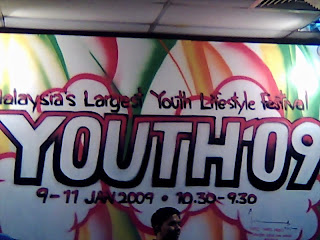 Malaysia's Largest Youth Lifestyle Festival
YOUTH'09
9-11 JAN 2009 • 10.30-9.30